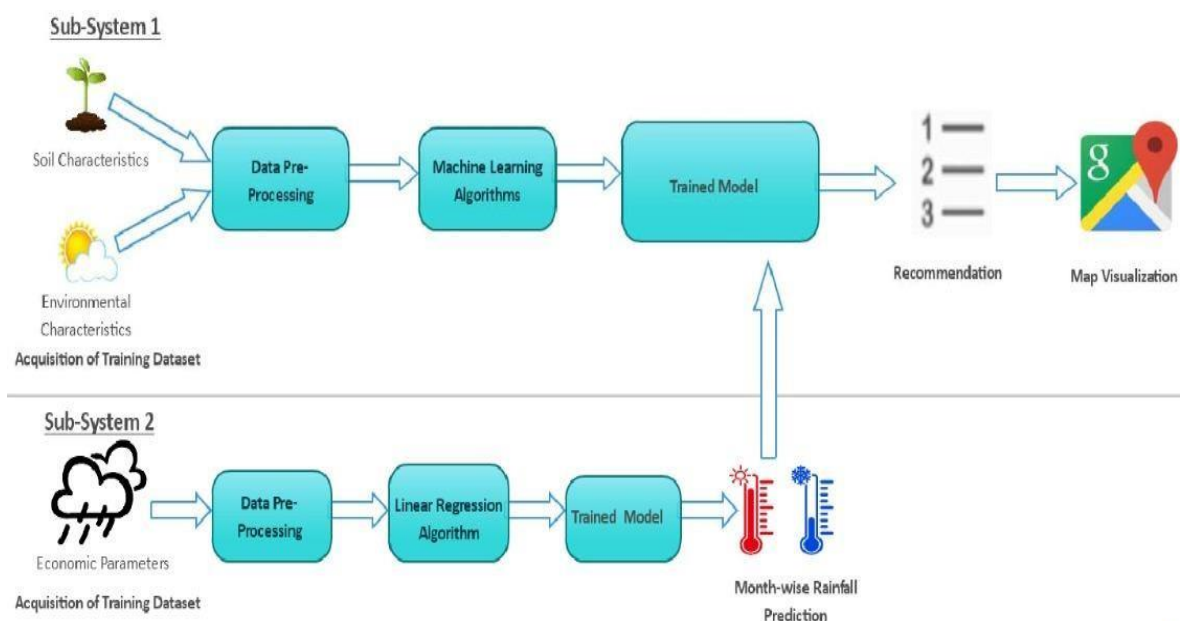 Sub-System 1
Soil Characteristics
Environmental
Characteristics
Acquisition of Training Dataset
Data Pre-
Processing
Machine Learning
Algorithms
Trained Model
1
2
3
Recommendation
g
Map Visualization
Sub-System 2
Economic Parameters
Acquisition of Training Dataset
Data Pre-
Processing
Linear Regression
Algorithm
Trained Model
Month-wise Rainfall
Prediction